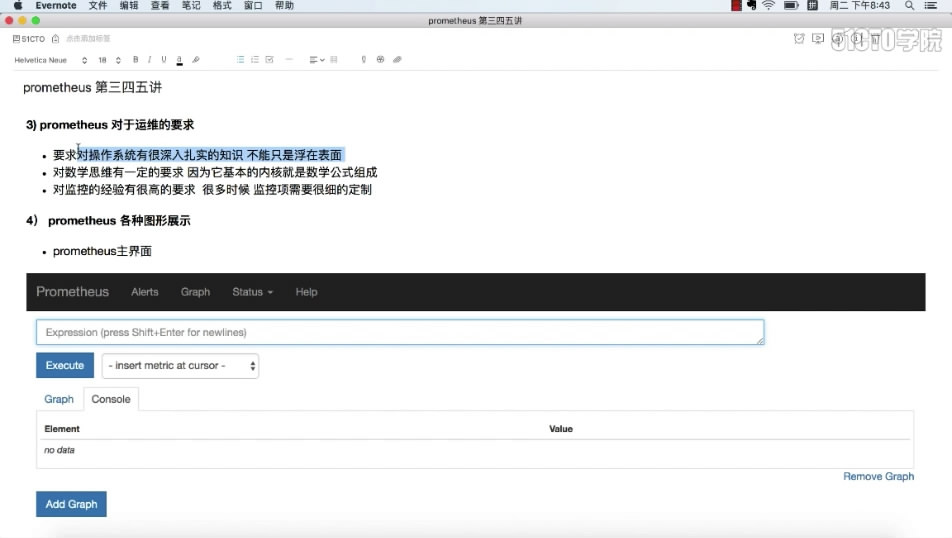 Evernote 文件 编辑 查看 笔记 格式 窗口 帮助 周二 下午8:43
prometheus 第三四五讲
51CTO 点击添加标签
51CTO学院
Helvetica Neue 18 B I U a
prometheus 第三四五讲
3) prometheus 对于运维的要求
• 要求对操作系统有很深入扎实的知识 不能只是浮在表面
• 对数学思维有一定的要求 因为它基本的内核就是数学公式组成
• 对监控的经验有很高的要求 很多时候 监控项需要很细的定制
4） prometheus 各种图形展示
• prometheus主界面
Prometheus Alerts Graph Status Help
Expression (press Shift+Enter for newlines)
Execute - insert metric at cursor -
Graph Console
Element Value
no data
Remove Graph
Add Graph